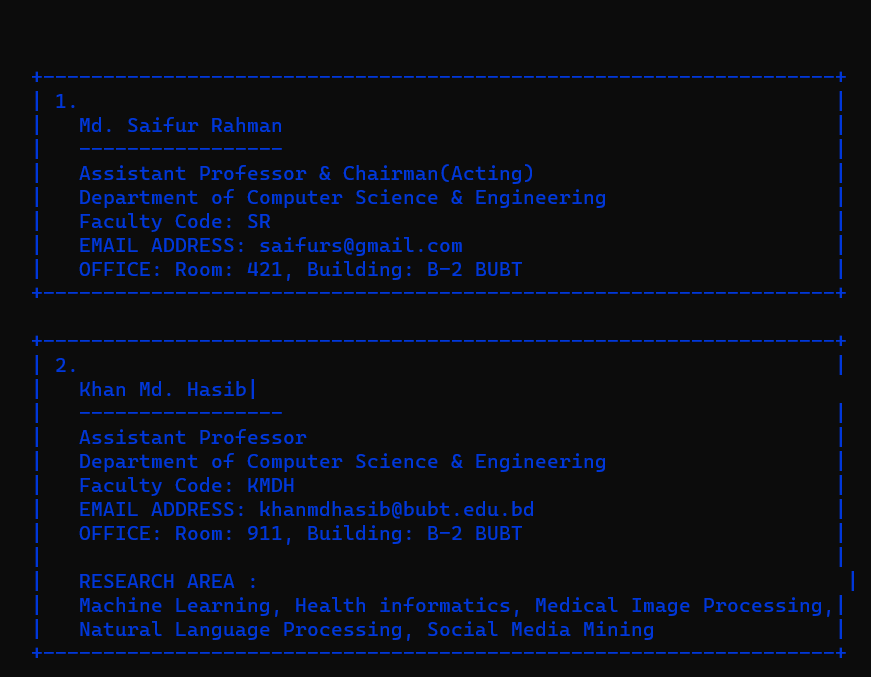 +------------------------------------------------------------------+
| 1.                                                               |
|   Md. Saifur Rahman                                              |
|   -----------------                                              |
|   Assistant Professor & Chairman(Acting)                         |
|   Department of Computer Science & Engineering                   |
|   Faculty Code: SR                                               |
|   EMAIL ADDRESS: saifurs@gmail.com                               |
|   OFFICE: Room: 421, Building: B-2 BUBT                          |
+------------------------------------------------------------------+
+------------------------------------------------------------------+
| 2.                                                               |
|   Khan Md. Hasib|
|   -----------------                                              |
|   Assistant Professor                                            |
|   Department of Computer Science & Engineering                   |
|   Faculty Code: KMDH                                             |
|   EMAIL ADDRESS: khanmdhasib@bubt.edu.bd                         |
|   OFFICE: Room: 911, Building: B-2 BUBT                          |
|                                                                  |
|   RESEARCH AREA :                                                 |
|   Machine Learning, Health informatics, Medical Image Processing,|
|   Natural Language Processing, Social Media Mining               |
+------------------------------------------------------------------+